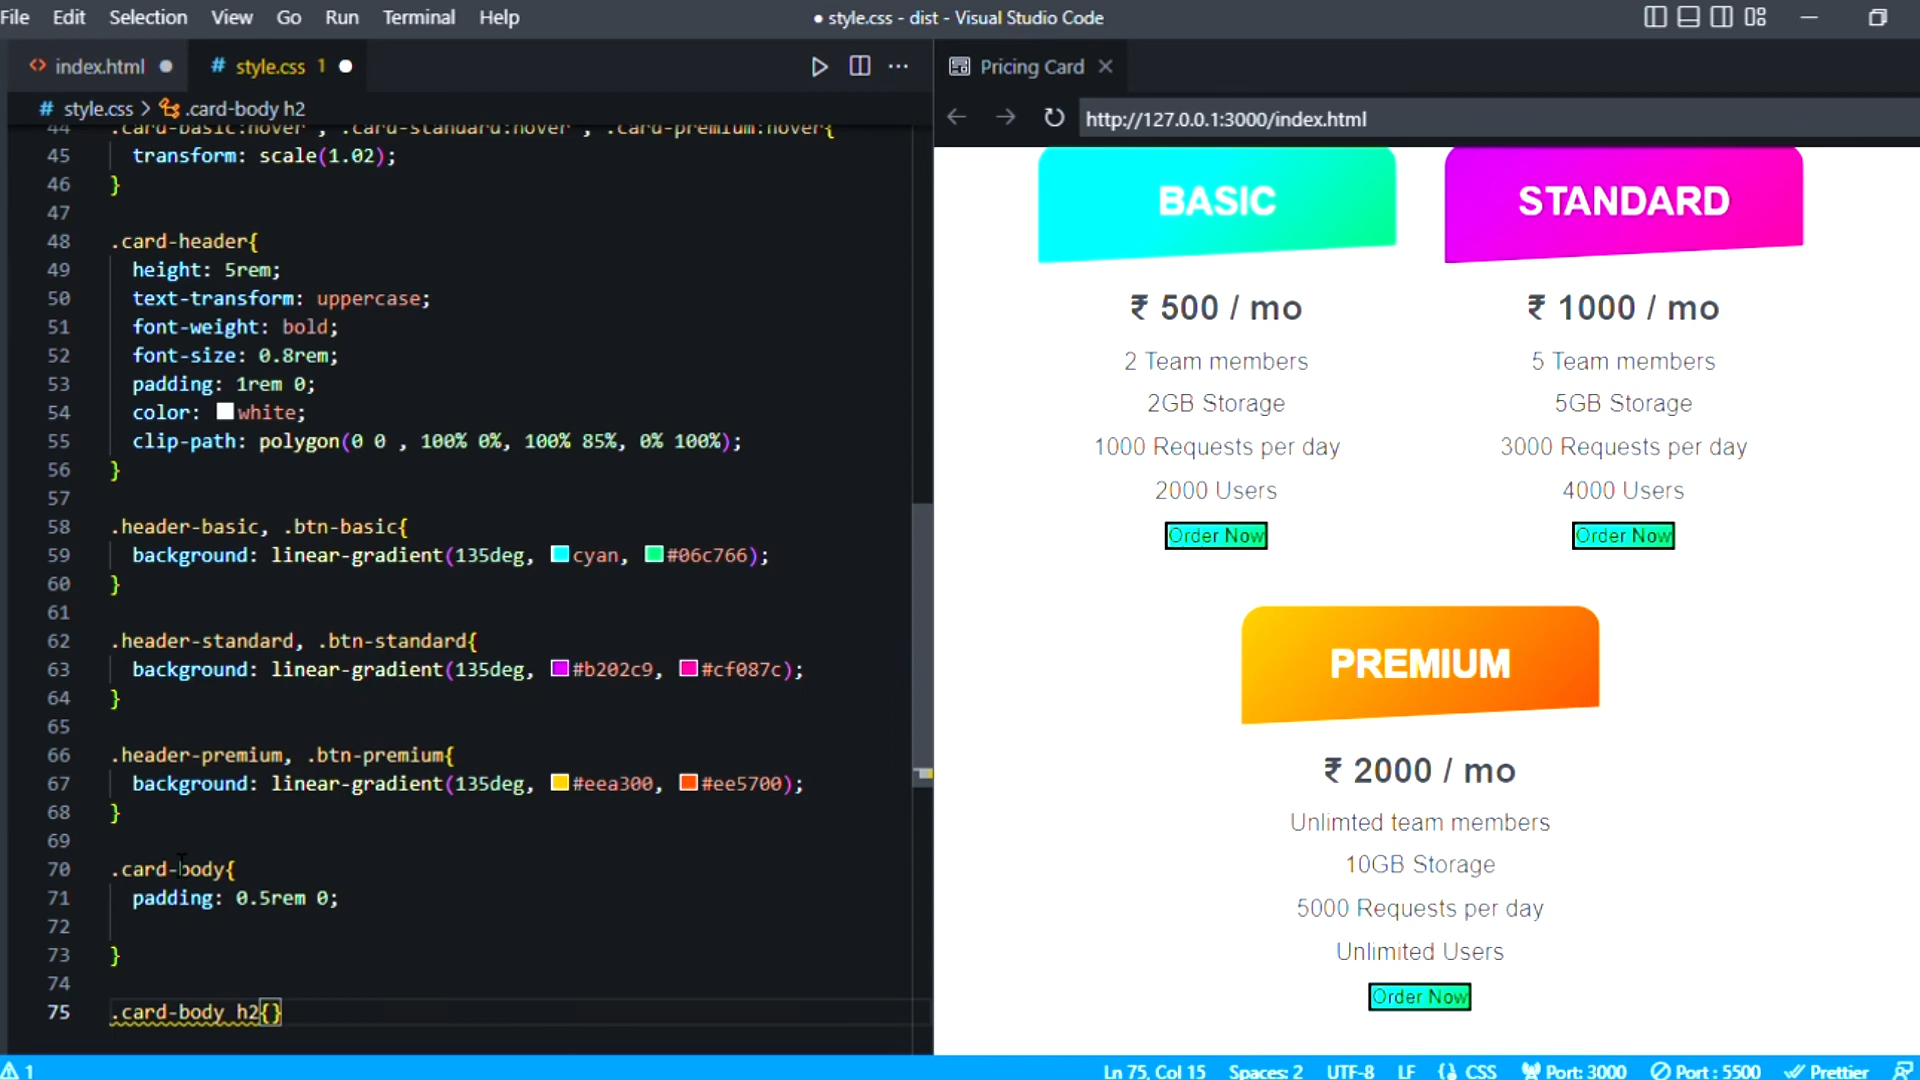 File Edit Selection View Go Run Terminal Help
● style.css - dist - Visual Studio Code
<> index.html ●
# style.css 1 ●
Pricing Card ×
# style.css > .card-body h2
http://127.0.0.1:3000/index.html
44 .card-basic:hover , .card-standard:hover , .card-premium:hover{
45 transform: scale(1.02);
46 }
47
48 .card-header{
49 height: 5rem;
50 text-transform: uppercase;
51 font-weight: bold;
52 font-size: 0.8rem;
53 padding: 1rem 0;
54 color: white;
55 clip-path: polygon(0 0 , 100% 0%, 100% 85%, 0% 100%);
56 }
57
58 .header-basic, .btn-basic{
59 background: linear-gradient(135deg, cyan, #06c766);
60 }
61
62 .header-standard, .btn-standard{
63 background: linear-gradient(135deg, #b202c9, #cf087c);
64 }
65
66 .header-premium, .btn-premium{
67 background: linear-gradient(135deg, #eea300, #ee5700);
68 }
69
70 .card-body{
71 padding: 0.5rem 0;
72
73 }
74
75 .card-body h2{}
BASIC
₹ 500 / mo
2 Team members
2GB Storage
1000 Requests per day
2000 Users
Order Now
STANDARD
₹ 1000 / mo
5 Team members
5GB Storage
3000 Requests per day
4000 Users
Order Now
PREMIUM
₹ 2000 / mo
Unlimted team members
10GB Storage
5000 Requests per day
Unlimited Users
Order Now
1
Ln 75, Col 15 Spaces: 2 UTF-8 LF CSS Port: 3000 Port : 5500 Prettier